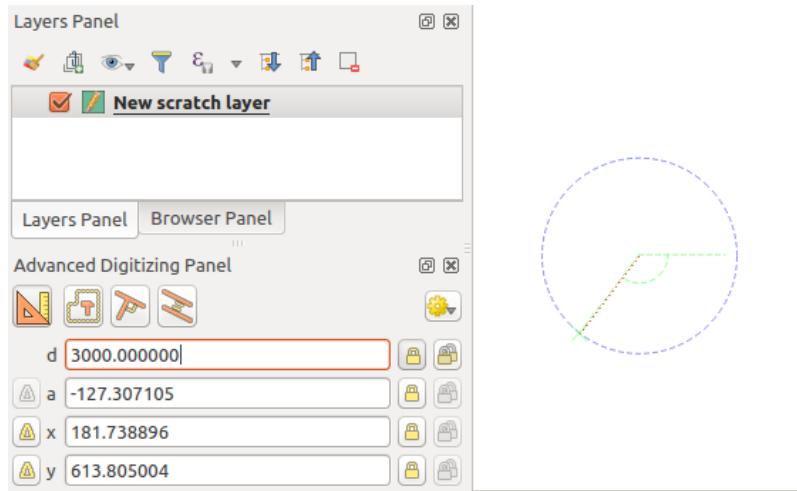 Layers Panel
New scratch layer
Layers Panel
Browser Panel
Advanced Digitizing Panel
d 3000.000000
a -127.307105
x 181.738896
y 613.805004